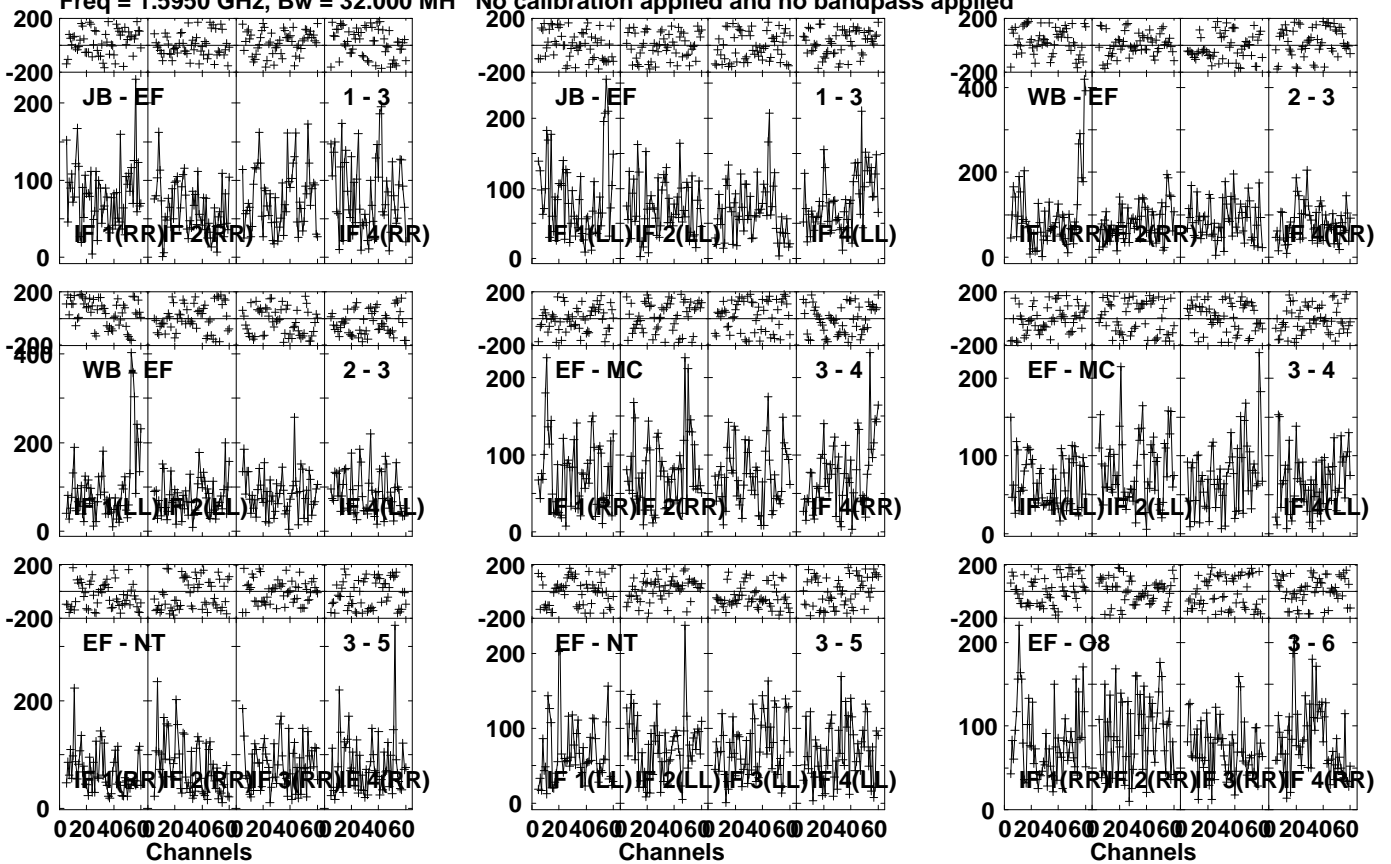 Freq = 1.5950 GHz, Bw = 32.000 MH No calibration applied and no bandpass applied
200
-200
200
100
0
JB - EF
1 - 3
IF 1(RR)
IF 2(RR)
IF 4(RR)
200
-200
200
100
0
JB - EF
1 - 3
IF 1(LL)
IF 2(LL)
IF 4(LL)
200
-200
400
200
0
WB - EF
2 - 3
IF 1(RR)
IF 2(RR)
IF 4(RR)
200
-200
400
200
0
WB - EF
2 - 3
IF 1(LL)
IF 2(LL)
IF 4(LL)
200
-200
200
100
0
EF - MC
3 - 4
IF 1(RR)
IF 2(RR)
IF 4(RR)
200
-200
200
100
0
EF - MC
3 - 4
IF 1(LL)
IF 2(LL)
IF 4(LL)
200
-200
200
0
EF - NT
3 - 5
IF 1(RR)
IF 2(RR)
IF 3(RR)
IF 4(RR)
0 20 40 60 0 20 40 60 0 20 40 60 0 20 40 60
Channels
200
-200
200
100
0
EF - NT
3 - 5
IF 1(LL)
IF 2(LL)
IF 3(LL)
IF 4(LL)
0 20 40 60 0 20 40 60 0 20 40 60 0 20 40 60
Channels
200
-200
200
100
0
EF - O8
3 - 6
IF 1(RR)
IF 2(RR)
IF 3(RR)
IF 4(RR)
0 20 40 60 0 20 40 60 0 20 40 60 0 20 40 60
Channels